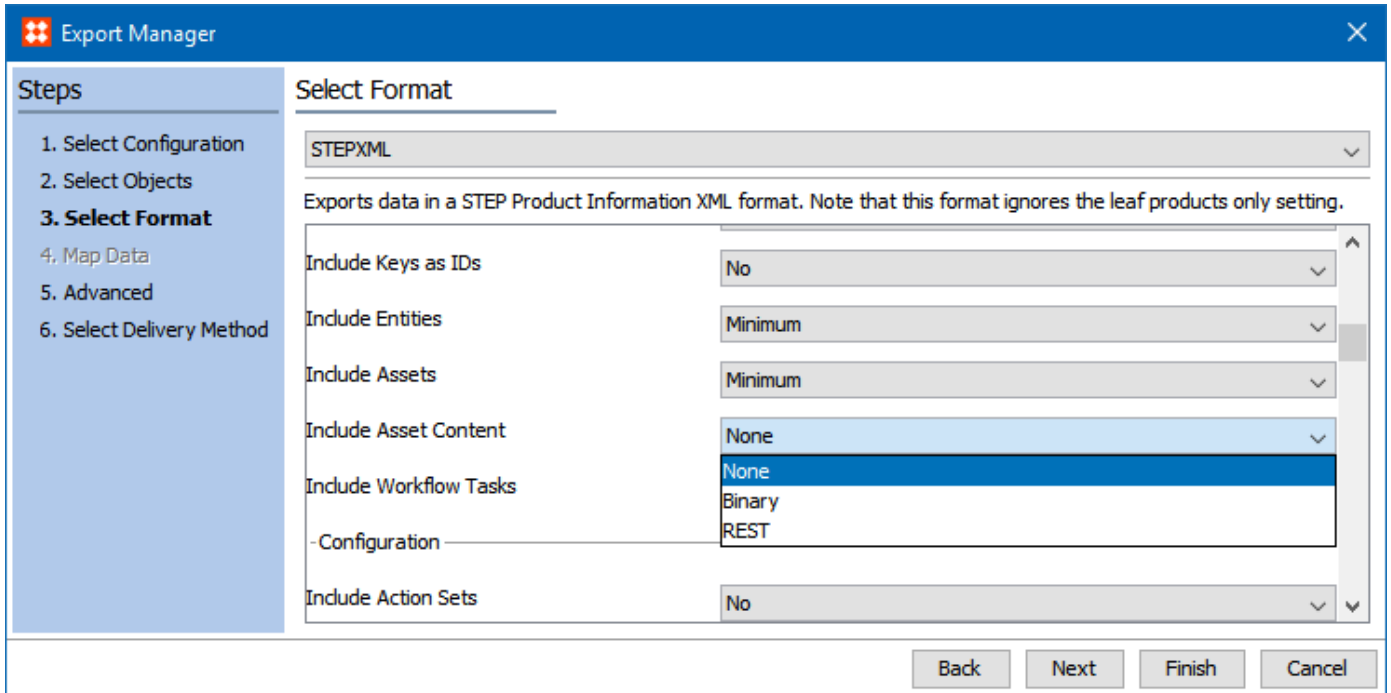 Export Manager
Steps
1. Select Configuration
2. Select Objects
3. Select Format
4. Map Data
5. Advanced
6. Select Delivery Method
Select Format
STEPXML
Exports data in a STEP Product Information XML format. Note that this format ignores the leaf products only setting.
Include Keys as IDs No
Include Entities Minimum
Include Assets Minimum
Include Asset Content None
None
Include Workflow Tasks Binary
REST
Configuration
Include Action Sets No
Back Next Finish Cancel